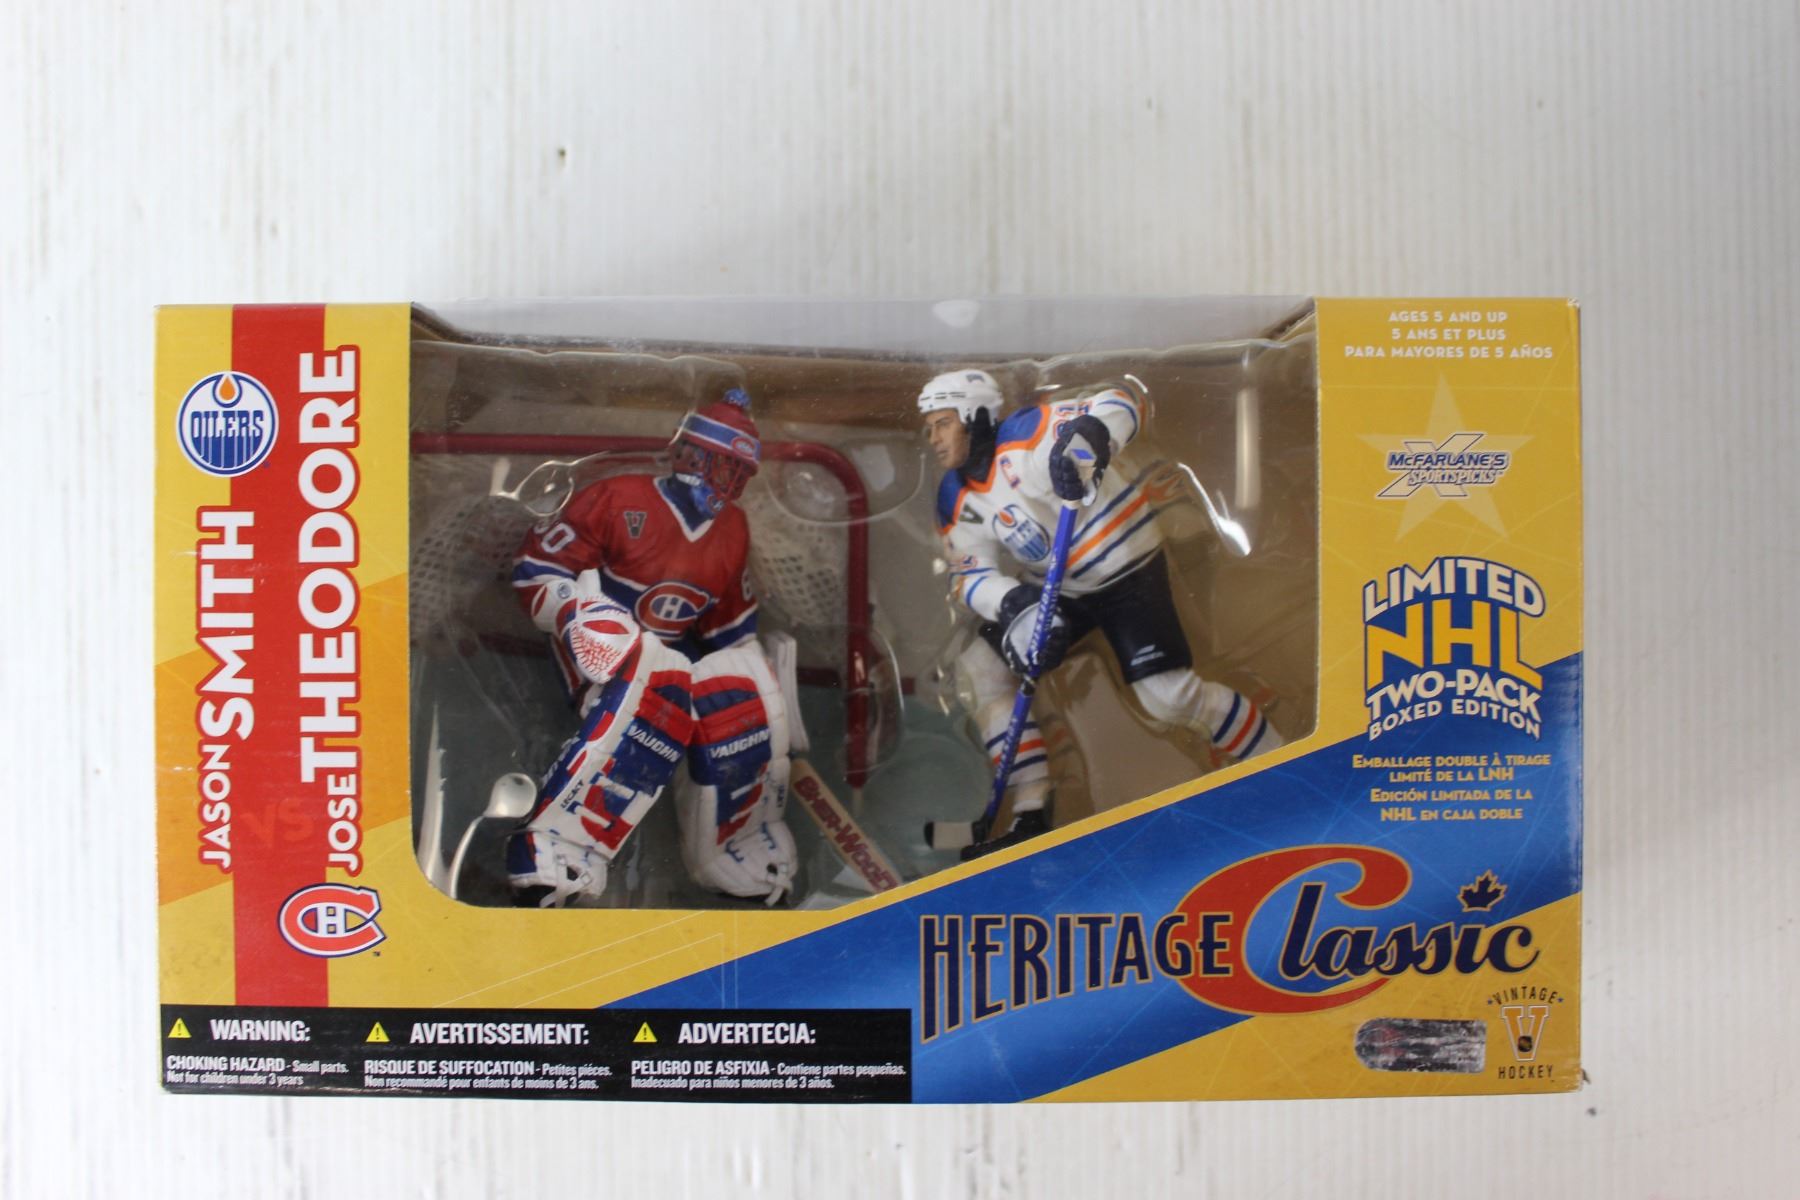 OILERS
JASON SMITH
VS
JOSE THEODORE
AGES 5 AND UP
5 ANS ET PLUS
PARA MAYORES DE 5 AÑOS
McFARLANE'S
SPORTSPICKS
LIMITED
NHL
TWO-PACK
BOXED EDITION
EMBALLAGE DOUBLE À TIRAGE
LIMITÉ DE LA LNH
EDICIÓN LIMITADA DE LA
NHL EN CAJA DOBLE
HERITAGE Classic
VINTAGE
V
HOCKEY
60
V
H
VAUGHN
VAUGHN
LEGACY
SHER-WOOD
C
V
OILERS
WARNING:
CHOKING HAZARD - Small parts.
Not for children under 3 years
AVERTISSEMENT:
RISQUE DE SUFFOCATION - Petites piéces.
Non recommandé pour enfants de moins de 3 ans.
ADVERTECIA:
PELIGRO DE ASFIXIA - Contiene partes pequeñas.
Inadecuado para niños menores de 3 años.